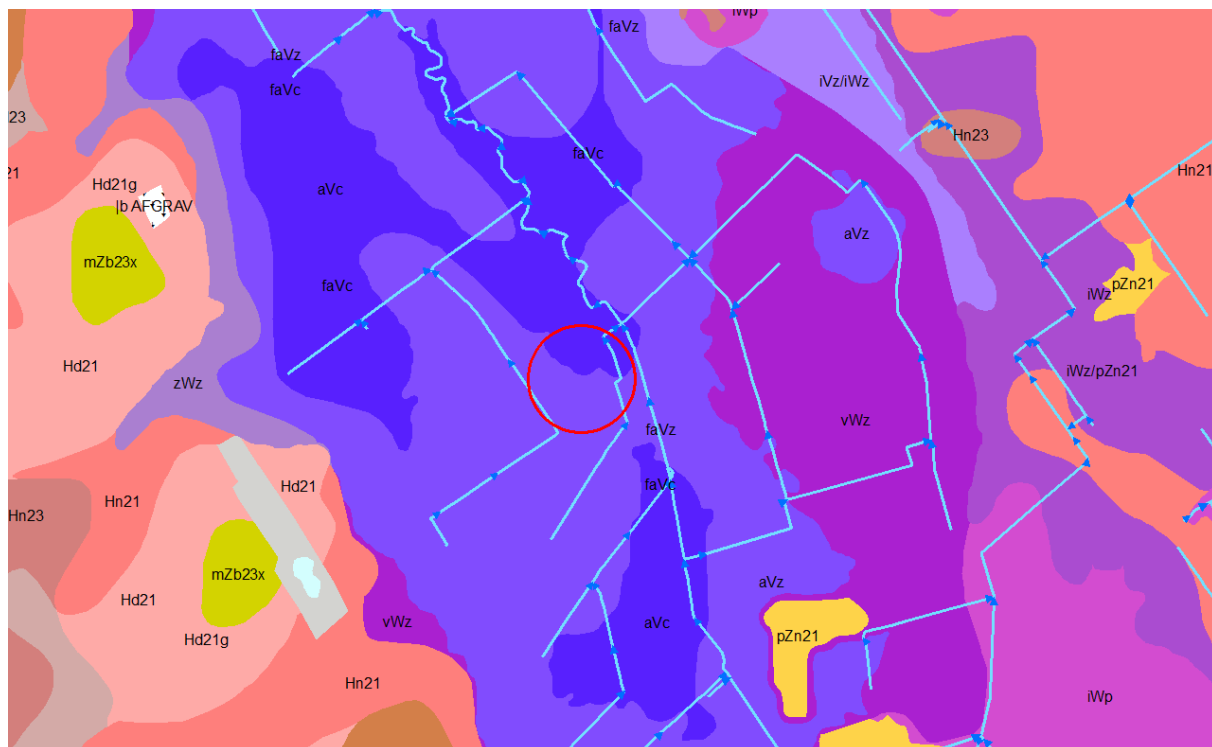 iWp
faVz
faVz
iVz/iWz
faVc
23
Hn23
faVc
21
Hn21
Hd21g
aVc
|b AFGRAV
aVz
mZb23x
pZn21
faVc
iWz
Hd21
iWz/pZn21
zWz
vWz
faVz
faVc
Hd21
Hn21
Hn23
mZb23x
aVz
Hd21
vWz
aVc
Hd21g
pZn21
Hn21
iWp